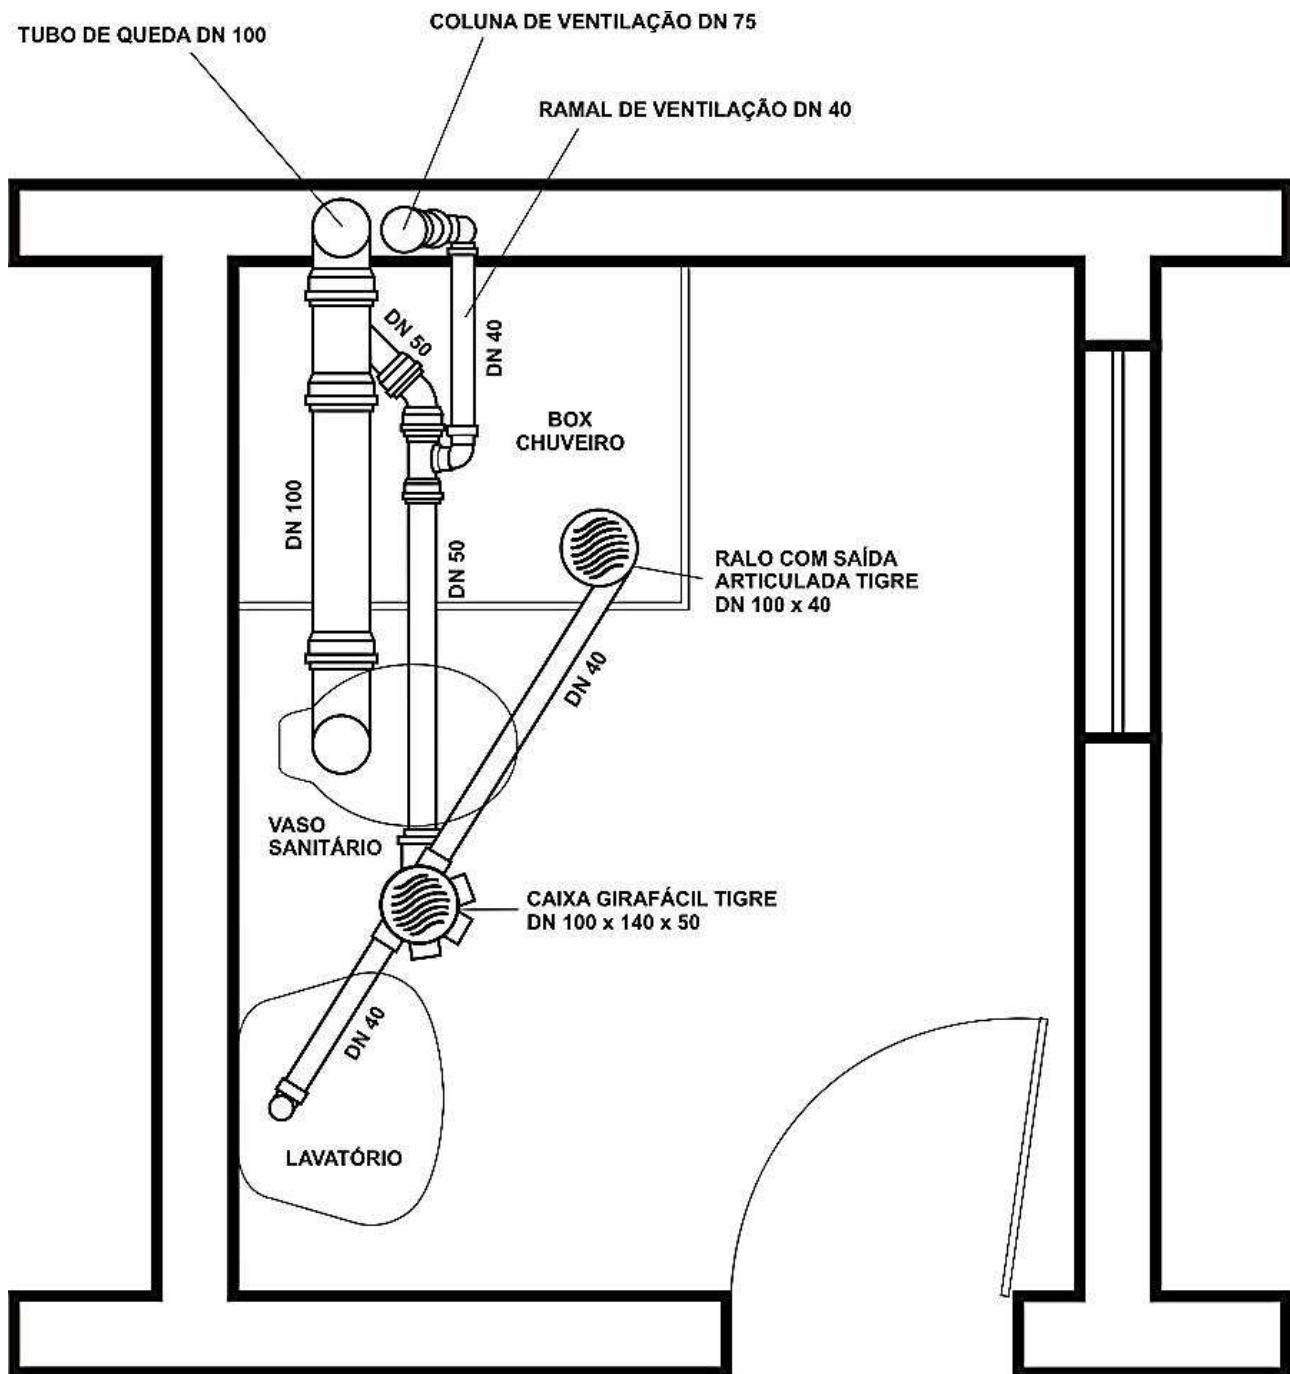 COLUNA DE VENTILAÇÃO DN 75
TUBO DE QUEDA DN 100
RAMAL DE VENTILAÇÃO DN 40
DN 50
DN 40
BOX
CHUVEIRO
DN 100
DN 50
RALO COM SAÍDA
ARTICULADA TIGRE
DN 100 x 40
DN 40
VASO
SANITÁRIO
CAIXA GIRAFÁCIL TIGRE
DN 100 x 140 x 50
DN 40
LAVATÓRIO